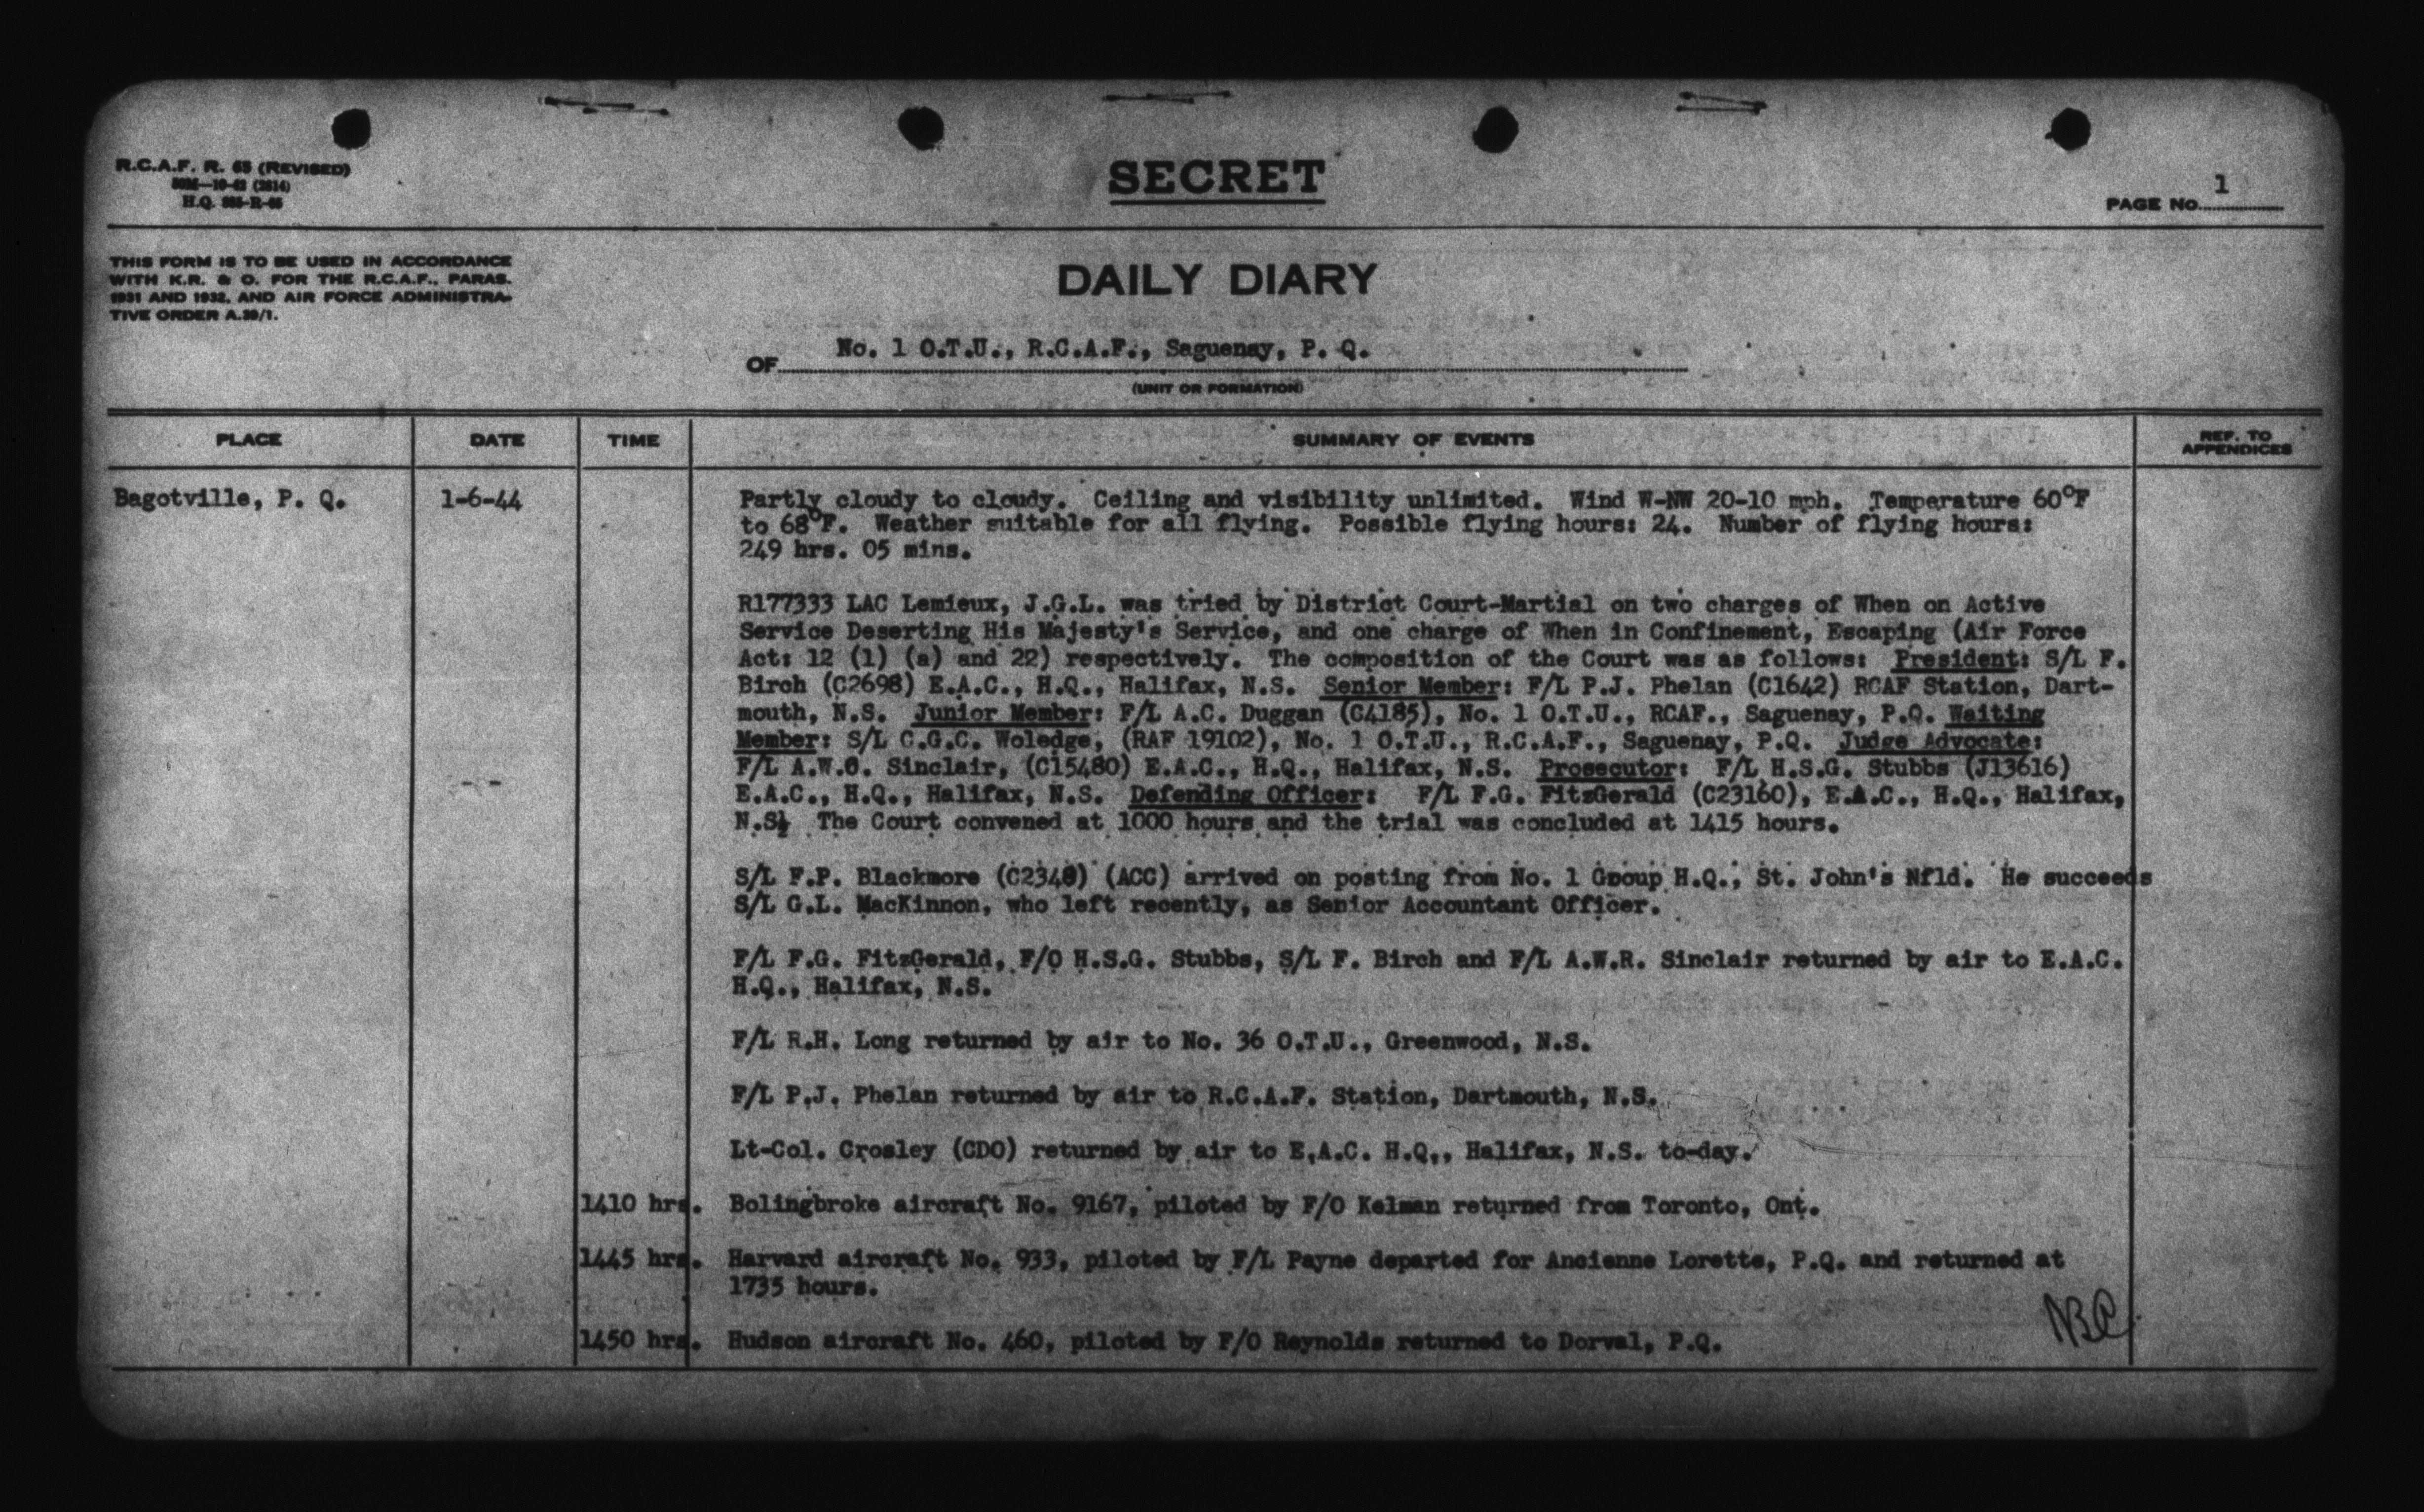 R.C.A.F. R. 65 (REVISED)
50M—10-42 (2814)
H.Q. 885-R-65
SECRET
PAGE No. 1
THIS FORM IS TO BE USED IN ACCORDANCE
WITH K.R. & O. FOR THE R.C.A.F., PARAS.
1931 AND 1932, AND AIR FORCE ADMINISTRA-
TIVE ORDER A.39/1.
DAILY DIARY
OF No. 1 O.T.U., R.C.A.F., Saguenay, P. Q.
(UNIT OR FORMATION)
PLACE DATE TIME SUMMARY OF EVENTS REF. TO
APPENDICES
Bagotville, P. Q. 1-6-44 Partly cloudy to cloudy. Ceiling and visibility unlimited. Wind W-NW 20-10 mph. Temperature 60°F
to 68°F. Weather suitable for all flying. Possible flying hours: 24. Number of flying hours:
249 hrs. 05 mins.
R177333 LAC Lemieux, J.G.L. was tried by District Court-Martial on two charges of When on Active
Service Deserting His Majesty's Service, and one charge of When in Confinement, Escaping (Air Force
Act: 12 (1) (a) and 22) respectively. The composition of the Court was as follows: President: S/L F.
Birch (C2698) E.A.C., H.Q., Halifax, N.S. Senior Member: F/L P.J. Phelan (C1642) RCAF Station, Dart-
mouth, N.S. Junior Member: F/L A.C. Duggan (C4185), No. 1 O.T.U., RCAF., Saguenay, P.Q. Waiting
Member: S/L C.G.C. Woledge, (RAF 19102), No. 1 O.T.U., R.C.A.F., Saguenay, P.Q. Judge Advocate:
F/L Sinclair, (C15480) E.A.C., H.Q., Halifax, N.S. Prosecutor: F/L H.S.G. Stubbs (J13616)
E.A.C., H.Q., Halifax, N.S. Defending Officer: F/L F.G. FitzGerald (C23160), E.A.C., H.Q., Halifax,
N.S. The Court convened at 1000 hours and the trial was concluded at 1415 hours.
S/L F.P. Blackmore (C2348) (ACC) arrived on posting from No. 1 Group H.Q., St. John's Nfld. He succeeds
S/L G.L. MacKinnon, who left recently, as Senior Accountant Officer.
F/L F.G. FitzGerald, F/O H.S.G. Stubbs, S/L F. Birch and F/L A.W.R. Sinclair returned by air to E.A.C.
H.Q., Halifax, N.S.
F/L R.H. Long returned by air to No. 36 O.T.U., Greenwood, N.S.
F/L P.J. Phelan returned by air to R.C.A.F. Station, Dartmouth, N.S.
Lt-Col. Crosley (CDO) returned by air to E.A.C. H.Q., Halifax, N.S. to-day.
1410 hrs. Bolingbroke aircraft No. 9167, piloted by F/O Kelman returned from Toronto, Ont.
1445 hrs. Harvard aircraft No. 933, piloted by F/L Payne departed for Ancienne Lorette, P.Q. and returned at
1735 hours.
1450 hrs. Hudson aircraft No. 460, piloted by F/O Reynolds returned to Dorval, P.Q.